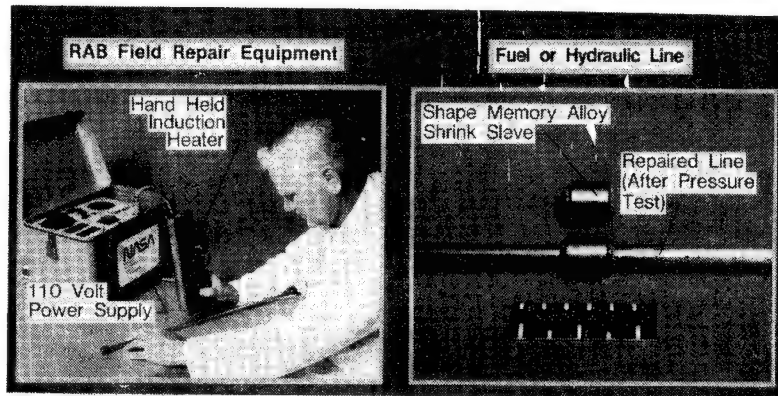 RAB Field Repair Equipment
Hand Held
Induction
Heater
NASA
110 Volt
Power Supply
Fuel or Hydraulic Line
Shape Memory Alloy
Shrink Slave
Repaired Line
(After Pressure
Test)